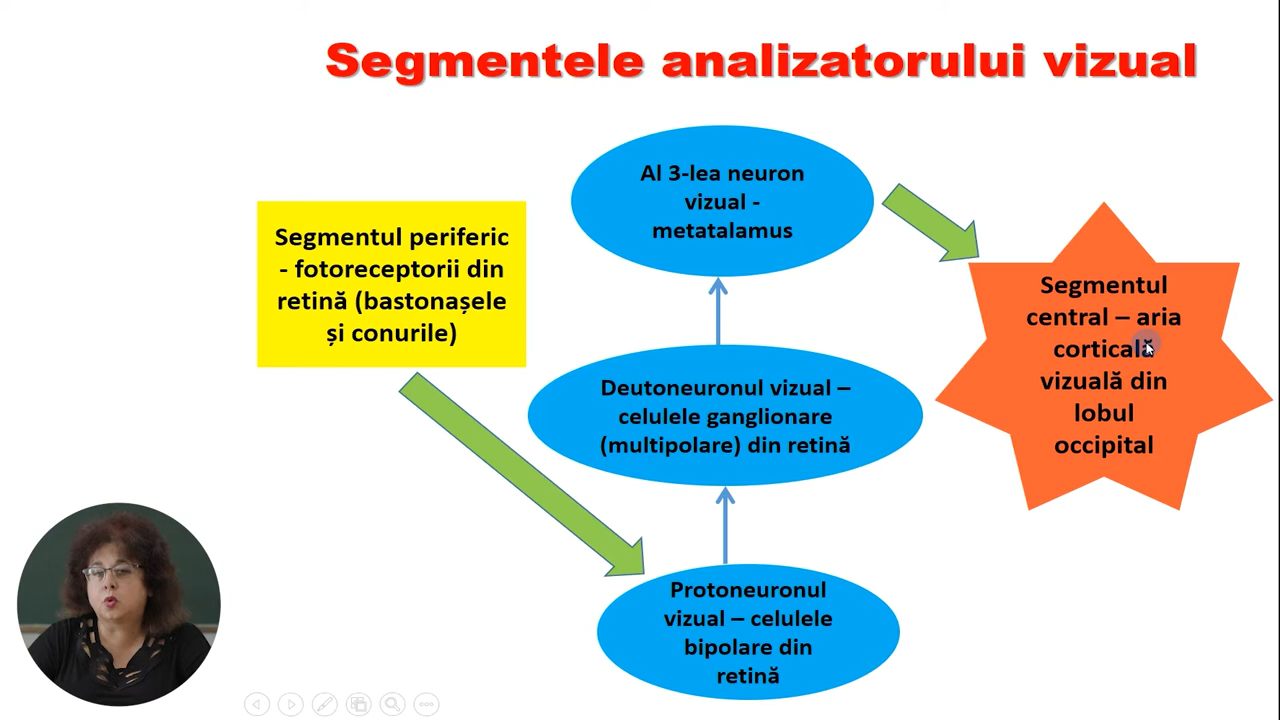 Segmentele analizatorului vizual
Segmentul periferic
- fotoreceptorii din
retină (bastonașele
și conurile)
Al 3-lea neuron
vizual -
metatalamus
Deutoneuronul vizual –
celulele ganglionare
(multipolare) din retină
Protoneuronul
vizual – celulele
bipolare din
retină
Segmentul
central – aria
corticală
vizuală din
lobul
occipital